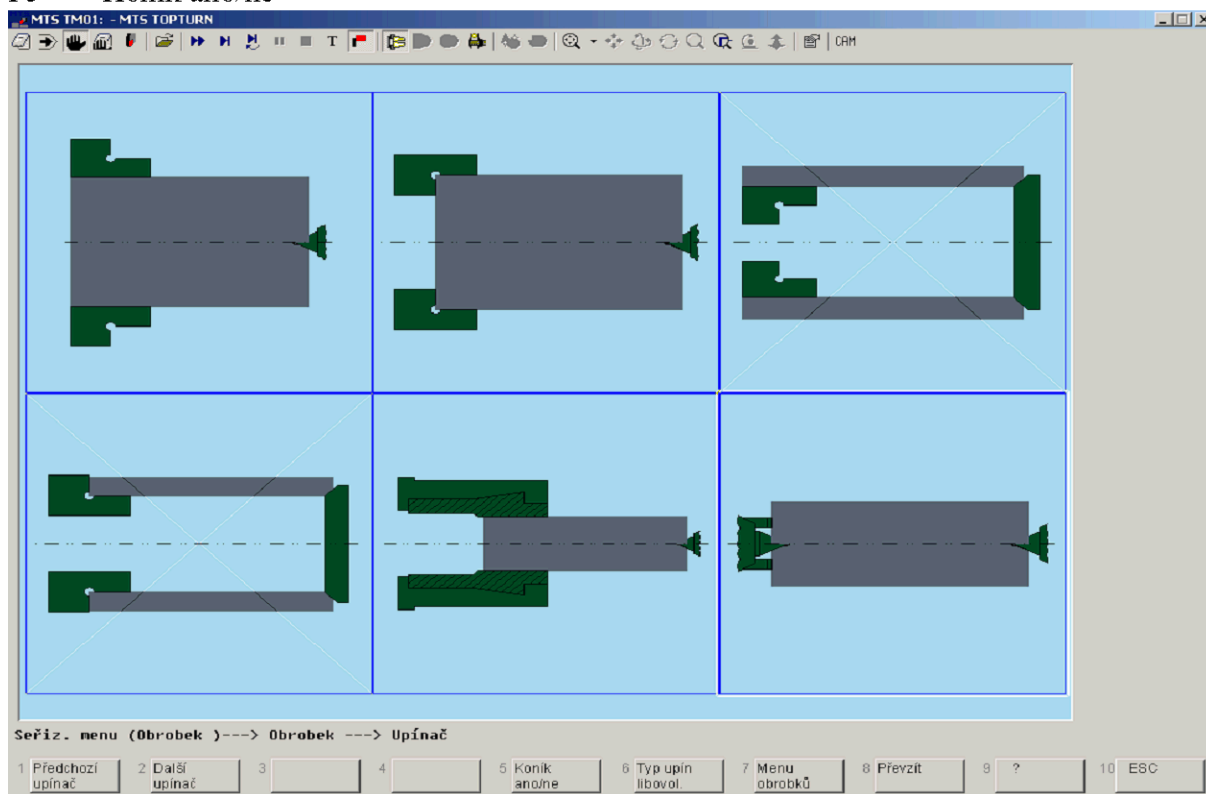 MTS TM01: - MTS TOPTURN
T
CAM
Seřiz. menu (Obrobek )---> Obrobek ---> Upínač
1 Předchozí upínač
2 Další upínač
3
4
5 Koník ano/ne
6 Typ upín libovol.
7 Menu obrobků
8 Převzít
9 ?
10 ESC